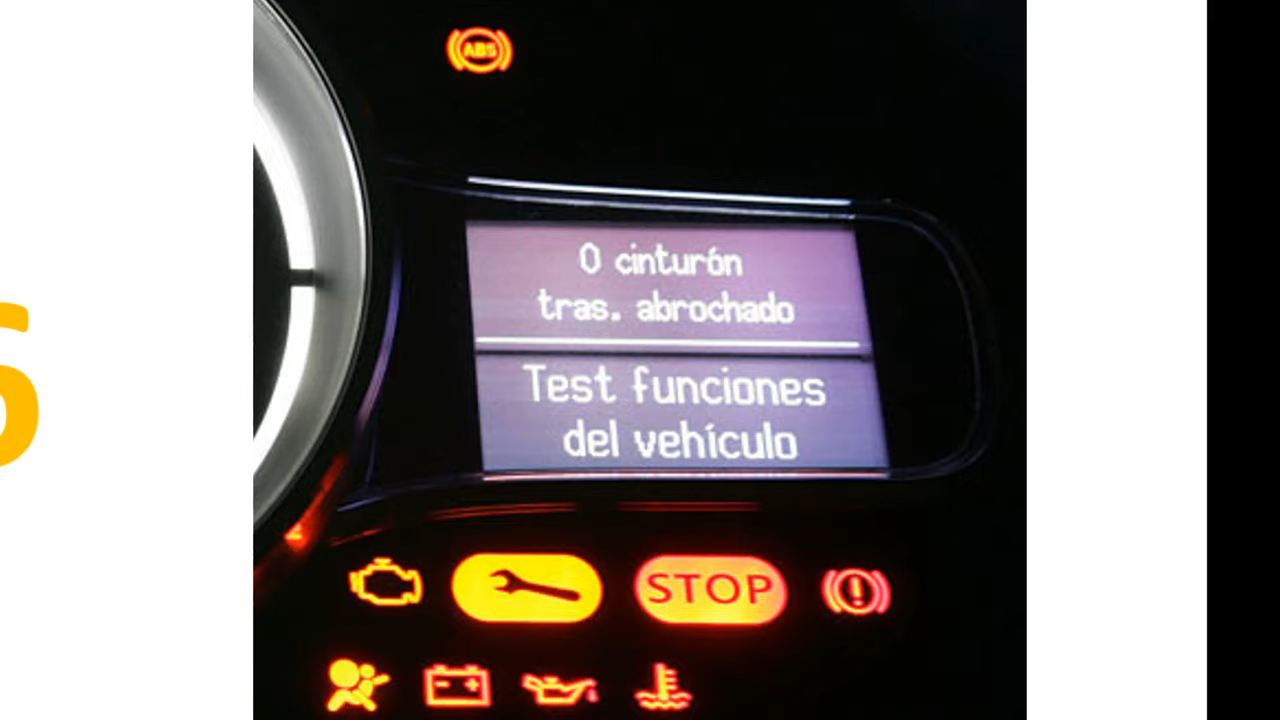 ABS
0 cinturón
tras. abrochado
Test funciones
del vehículo
STOP